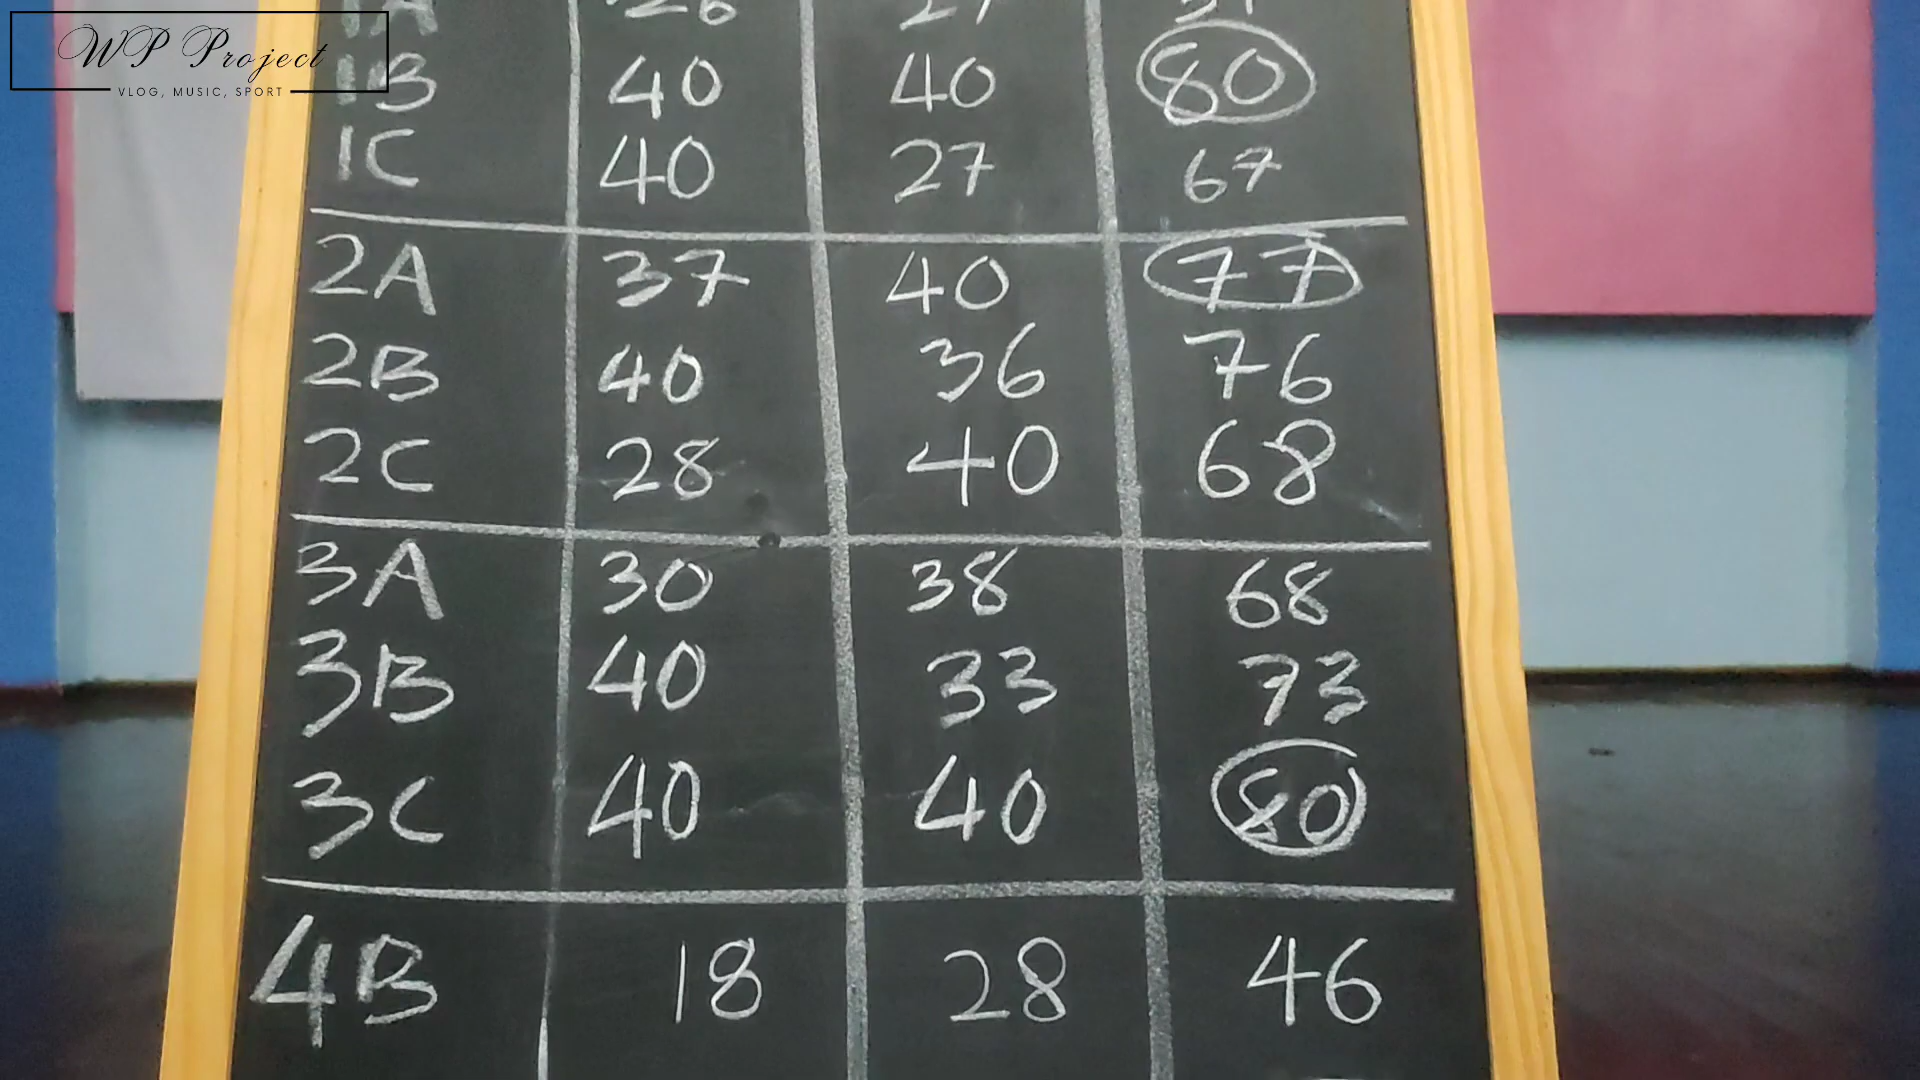 1A 26
WP Project
VLOG, MUSIC, SPORT
1B 40 40 80
1C 40 27 67
2A 37 40 77
2B 40 36 76
2C 28 40 68
3A 30 38 68
3B 40 33 73
3C 40 40 80
4B 18 28 46